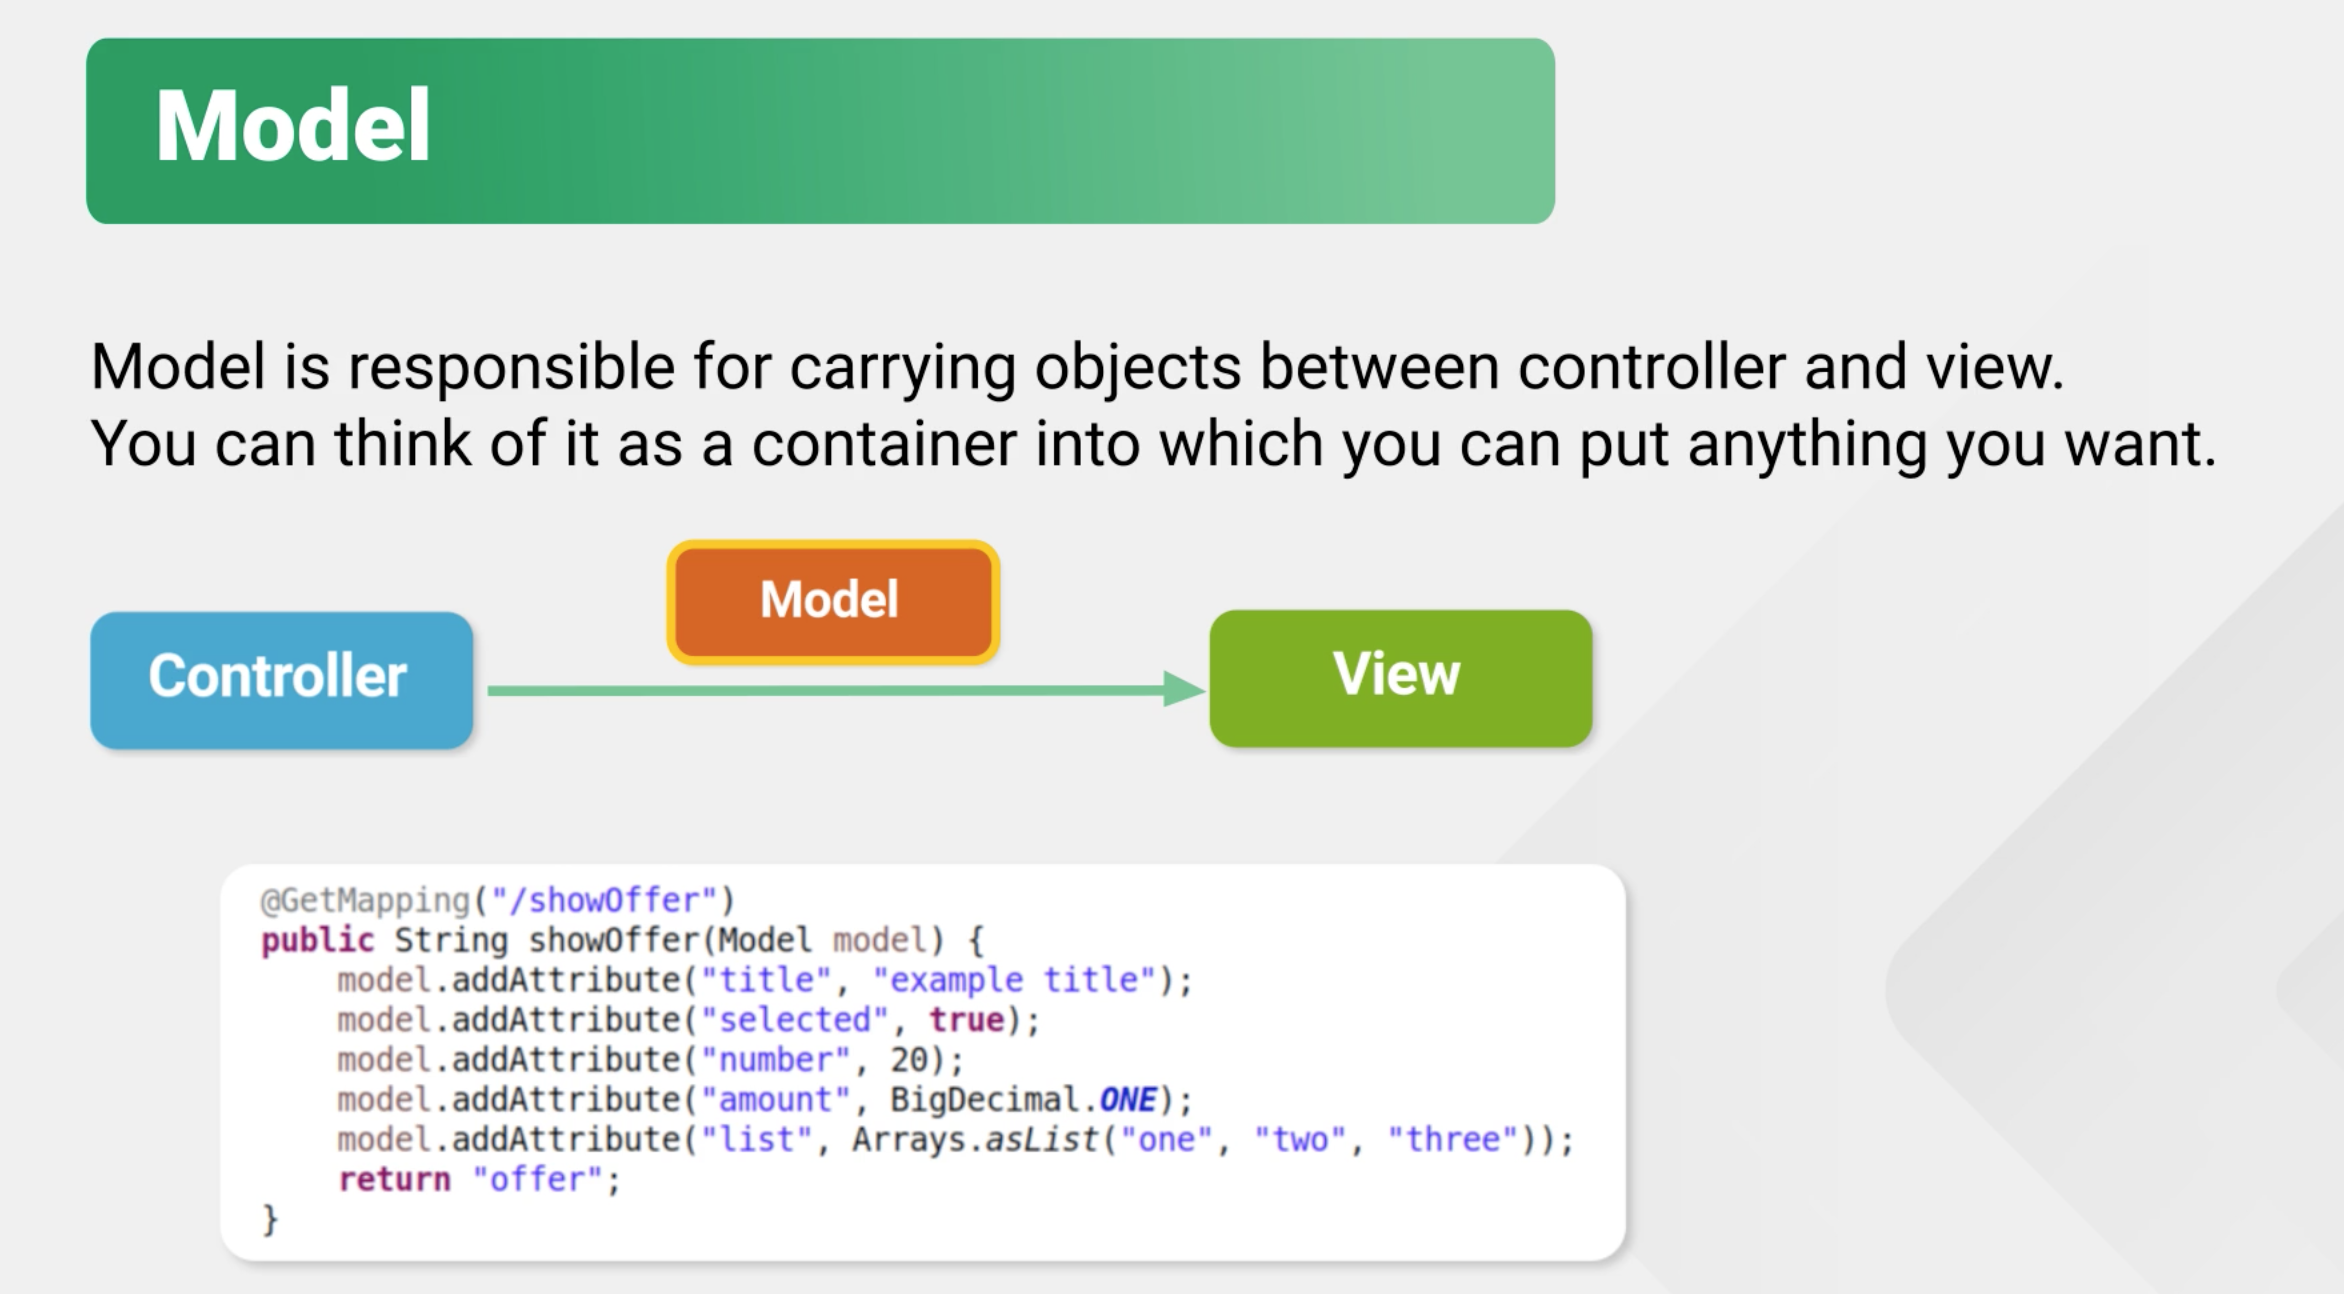 Model
Model is responsible for carrying objects between controller and view.
You can think of it as a container into which you can put anything you want.
Model
Controller
View
@GetMapping("/showOffer")
public String showOffer(Model model) {
    model.addAttribute("title", "example title");
    model.addAttribute("selected", true);
    model.addAttribute("number", 20);
    model.addAttribute("amount", BigDecimal.ONE);
    model.addAttribute("list", Arrays.asList("one", "two", "three"));
    return "offer";
}